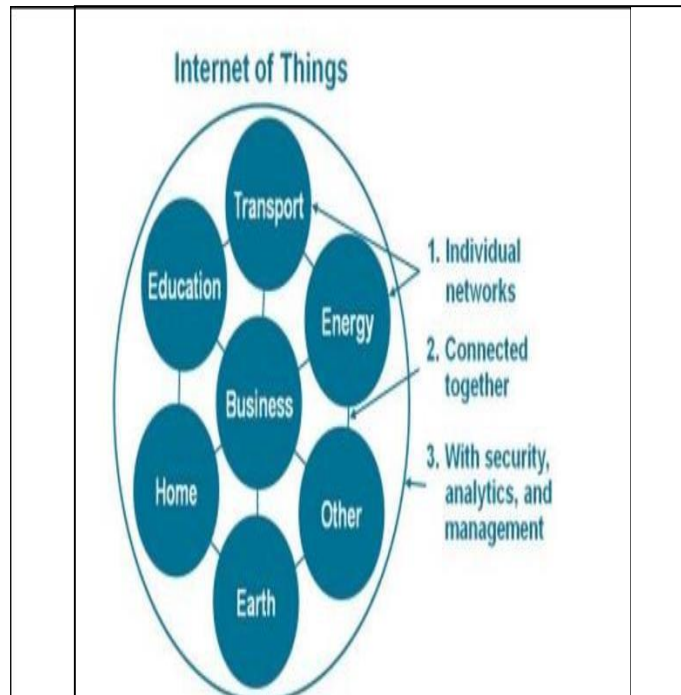 Internet of Things
Transport
Education
Energy
Business
Home
Other
Earth
1. Individual
networks
2. Connected
together
3. With security,
analytics, and
management